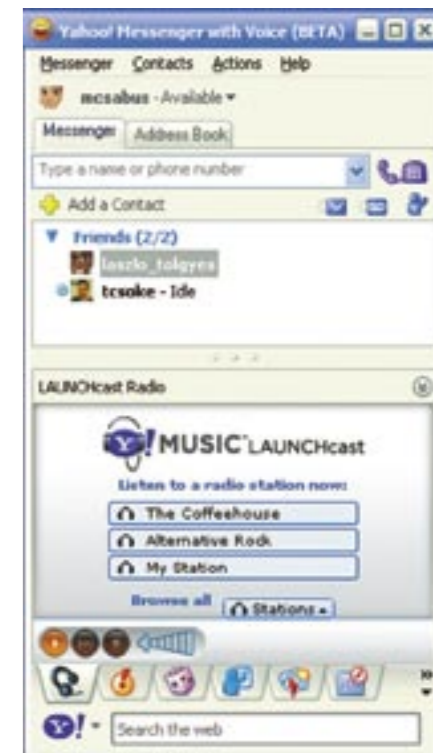 Yahoo! Messenger with Voice (BETA)
Messenger Contacts Actions Help
mcsabus - Available
Messenger Address Book
Type a name or phone number
Add a Contact
Friends (2/2)
laszlo_tolgyes
tcsoke - Ide
LAUNCHcast Radio
Y! MUSIC LAUNCHcast
Listen to a radio station now:
The Coffeehouse
Alternative Rock
My Station
Browse all Stations
Y! Search the web